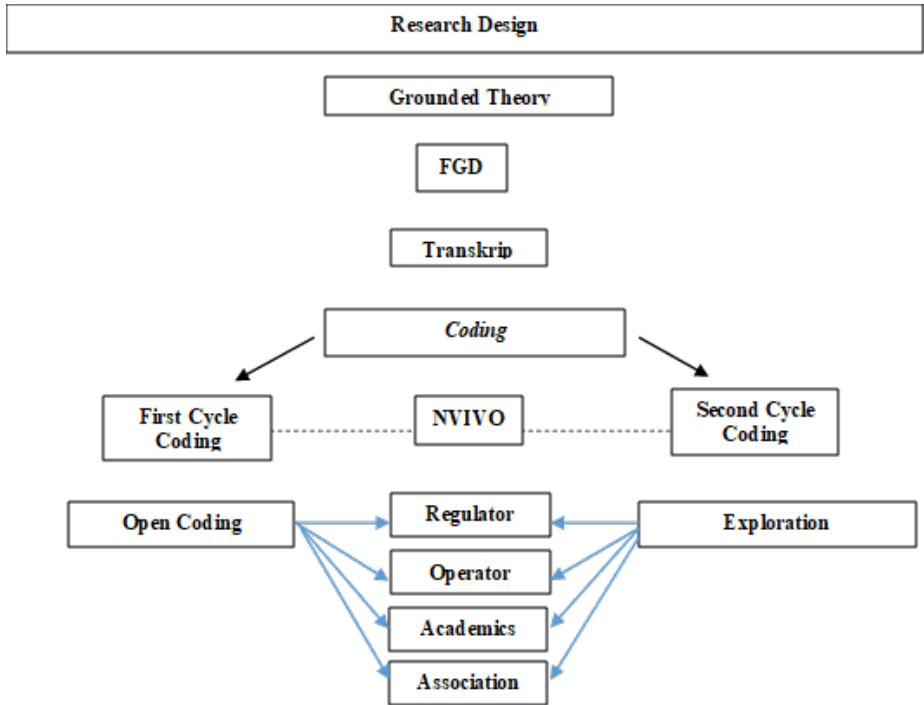 Research Design
Grounded Theory
FGD
Transkrip
Coding
First Cycle
Coding
NVIVO
Second Cycle
Coding
Open Coding
Regulator
Exploration
Operator
Academics
Association